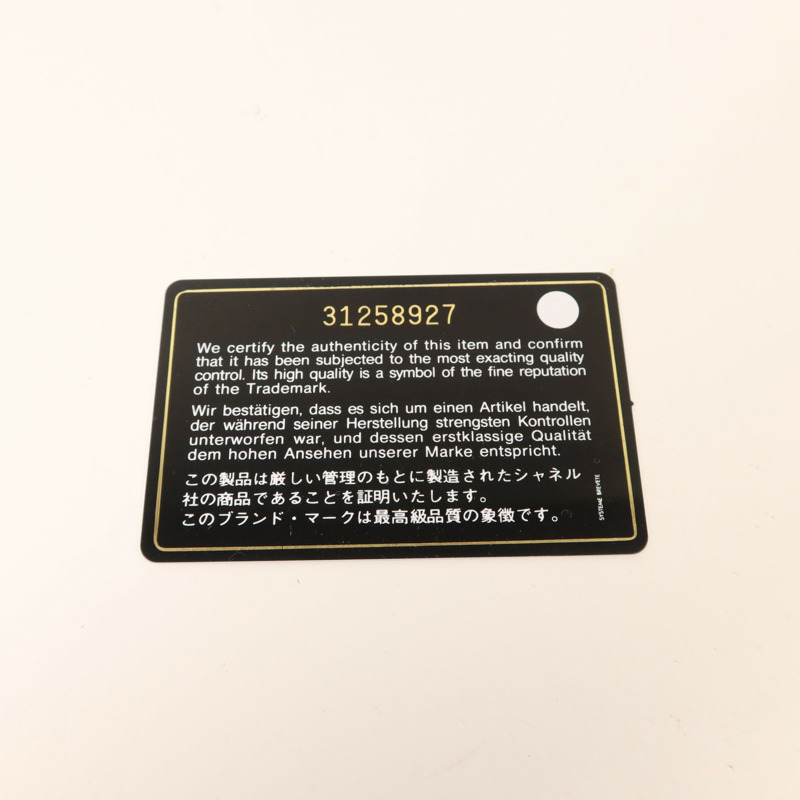 31258927
We certify the authenticity of this item and confirm
that it has been subjected to the most exacting quality
control. Its high quality is a symbol of the fine reputation
of the Trademark.
Wir bestätigen, dass es sich um einen Artikel handelt,
der während seiner Herstellung strengsten Kontrollen
unterworfen war, und dessen erstklassige Qualität
dem hohen Ansehen unserer Marke entspricht.
この製品は厳しい管理のもとに製造されたシャネル
社の商品であることを証明いたします。
このブランド・マークは最高級品質の象徴です。
SYSTEME BREVETE